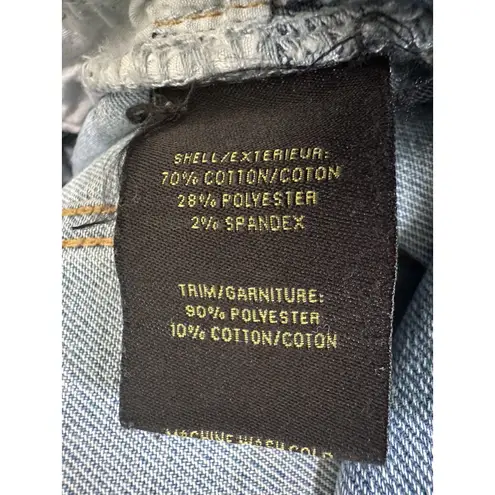 SHELL/EXTERIEUR:
70% COTTON/COTON
28% POLYESTER
2% SPANDEX
TRIM/GARNITURE:
90% POLYESTER
10% COTTON/COTON
MACHINE WASH COLD